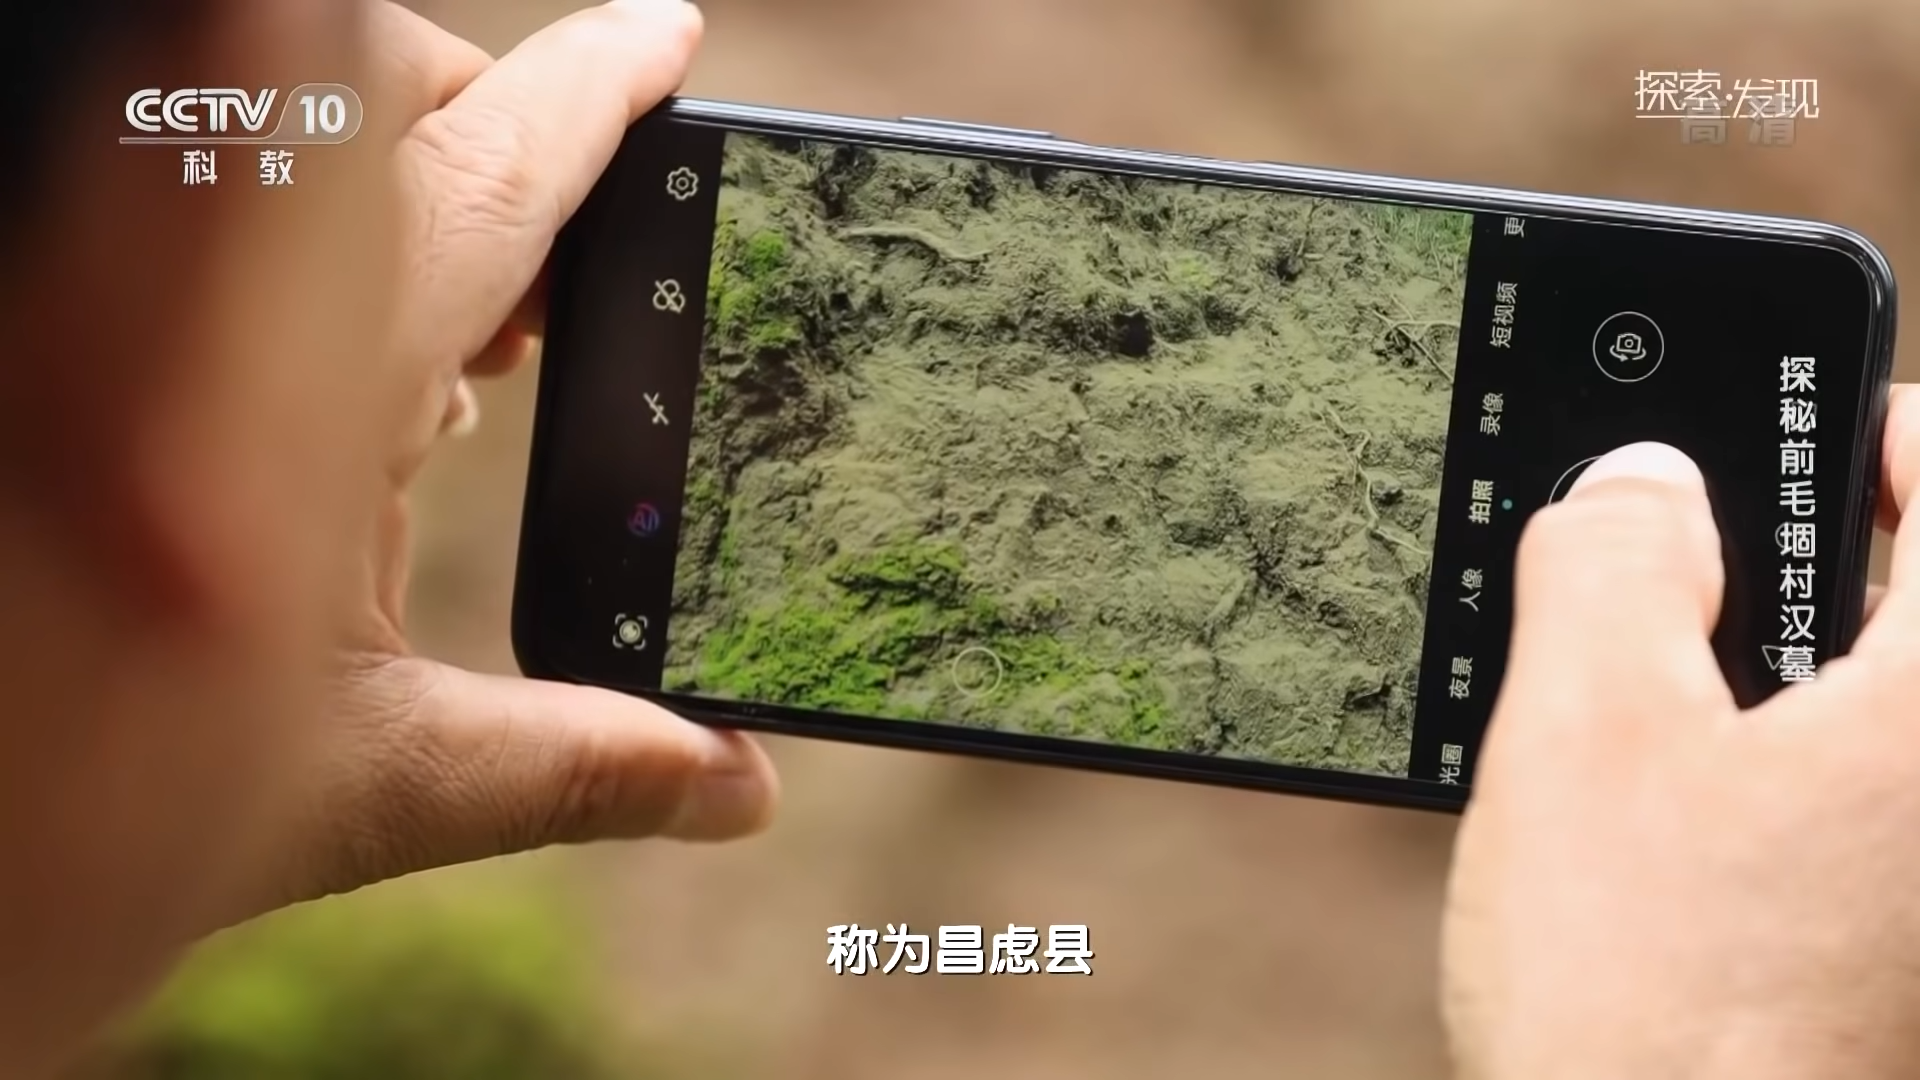 CCTV 10
科 教
探索·发现
高清
更
短视频
录像
拍照
人像
夜景
光圈
AI
探秘前毛堌村汉墓
称为昌虑县